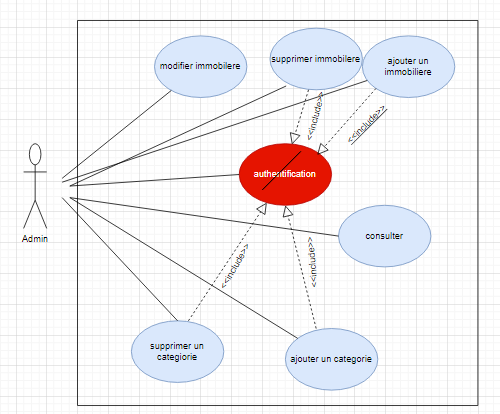 modifier immobilere
supprimer immobilere
ajouter un
immobiliere
<<include>>
<<include>>
authentification
Admin
consulter
<<include>>
<<include>>
supprimer un
categiorie
ajouter un categorie